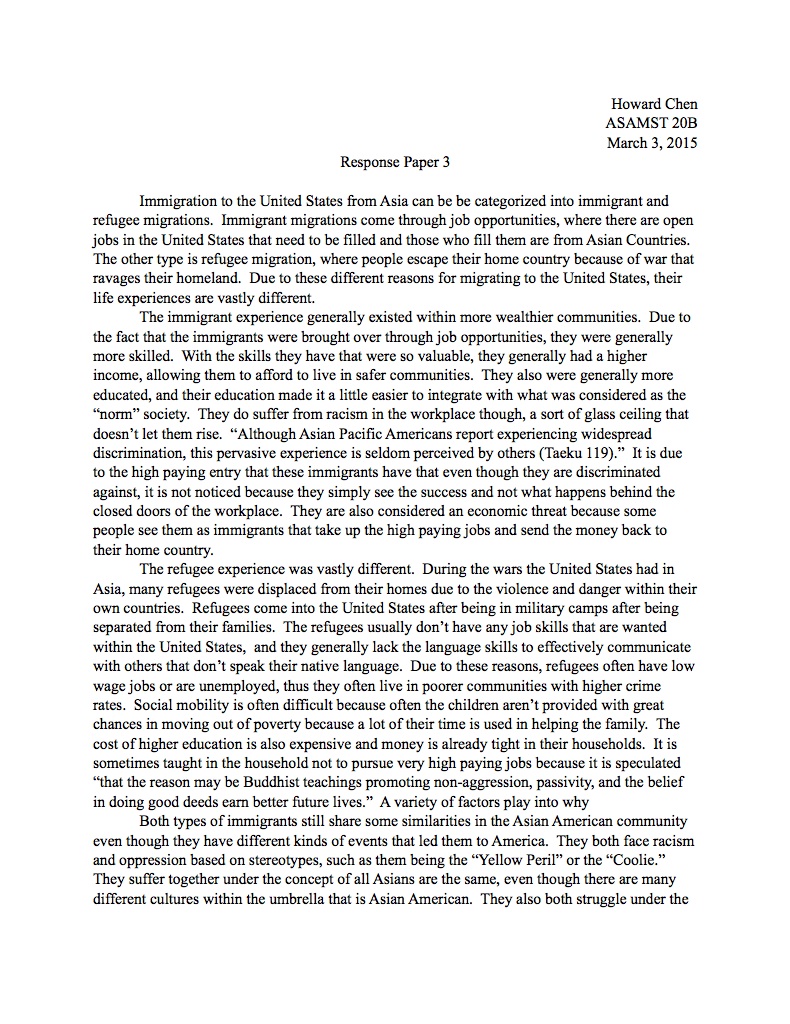 Howard Chen
ASAMST 20B
March 3, 2015
Response Paper 3
Immigration to the United States from Asia can be be categorized into immigrant and
refugee migrations.  Immigrant migrations come through job opportunities, where there are open
jobs in the United States that need to be filled and those who fill them are from Asian Countries.
The other type is refugee migration, where people escape their home country because of war that
ravages their homeland.  Due to these different reasons for migrating to the United States, their
life experiences are vastly different.
The immigrant experience generally existed within more wealthier communities.  Due to
the fact that the immigrants were brought over through job opportunities, they were generally
more skilled.  With the skills they have that were so valuable, they generally had a higher
income, allowing them to afford to live in safer communities.  They also were generally more
educated, and their education made it a little easier to integrate with what was considered as the
“norm” society.  They do suffer from racism in the workplace though, a sort of glass ceiling that
doesn’t let them rise.  “Although Asian Pacific Americans report experiencing widespread
discrimination, this pervasive experience is seldom perceived by others (Taeku 119).”  It is due
to the high paying entry that these immigrants have that even though they are discriminated
against, it is not noticed because they simply see the success and not what happens behind the
closed doors of the workplace.  They are also considered an economic threat because some
people see them as immigrants that take up the high paying jobs and send the money back to
their home country.
The refugee experience was vastly different.  During the wars the United States had in
Asia, many refugees were displaced from their homes due to the violence and danger within their
own countries.  Refugees come into the United States after being in military camps after being
separated from their families.  The refugees usually don’t have any job skills that are wanted
within the United States,  and they generally lack the language skills to effectively communicate
with others that don’t speak their native language.  Due to these reasons, refugees often have low
wage jobs or are unemployed, thus they often live in poorer communities with higher crime
rates.  Social mobility is often difficult because often the children aren’t provided with great
chances in moving out of poverty because a lot of their time is used in helping the family.  The
cost of higher education is also expensive and money is already tight in their households.  It is
sometimes taught in the household not to pursue very high paying jobs because it is speculated
“that the reason may be Buddhist teachings promoting non-aggression, passivity, and the belief
in doing good deeds earn better future lives.”  A variety of factors play into why
Both types of immigrants still share some similarities in the Asian American community
even though they have different kinds of events that led them to America.  They both face racism
and oppression based on stereotypes, such as them being the “Yellow Peril” or the “Coolie.”
They suffer together under the concept of all Asians are the same, even though there are many
different cultures within the umbrella that is Asian American.  They also both struggle under the